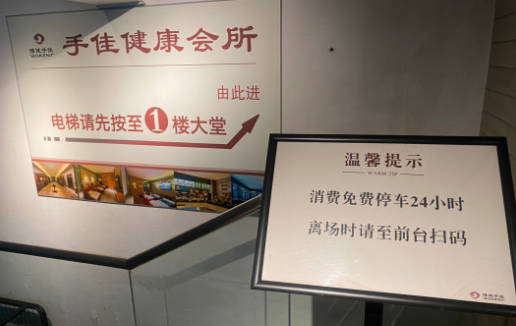 手佳健康会所
由此进
电梯请先按至1楼大堂
温馨提示
WARM TIP
消费免费停车24小时
离场时请至前台扫码